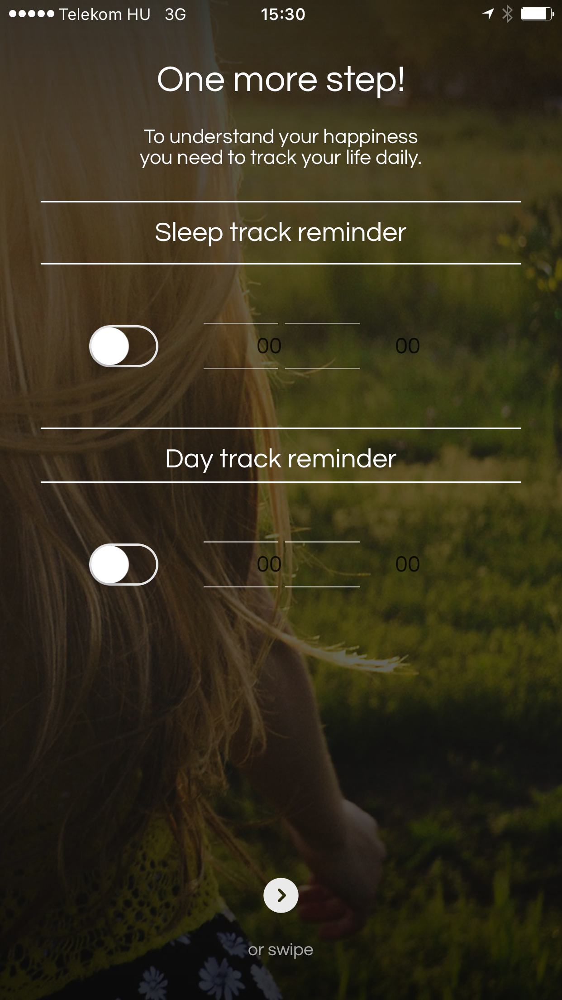 Telekom HU 3G 15:30
One more step!
To understand your happiness
you need to track your life daily.
Sleep track reminder
00 00
Day track reminder
00 00
or swipe